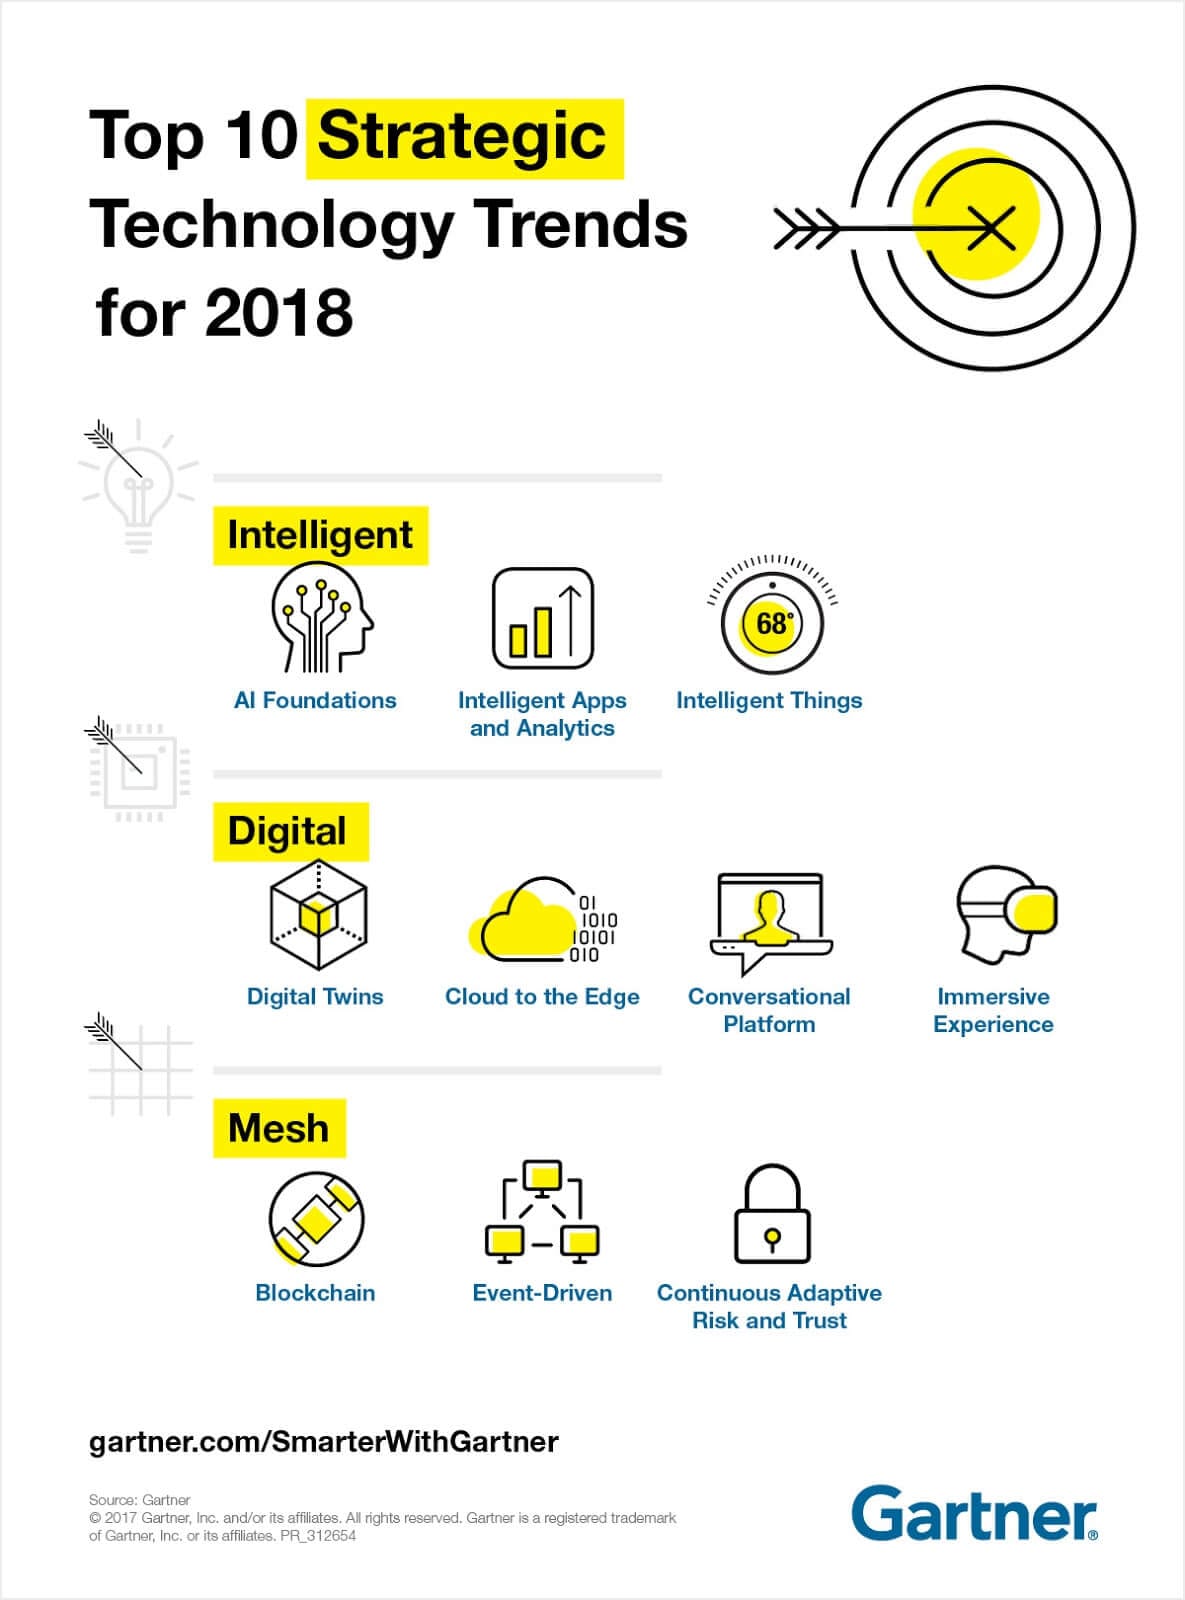 Top 10 Strategic
Technology Trends
for 2018
Intelligent
68°
AI Foundations
Intelligent Apps
and Analytics
Intelligent Things
Digital
01
1010
10101
010
Digital Twins
Cloud to the Edge
Conversational
Platform
Immersive
Experience
Mesh
Blockchain
Event-Driven
Continuous Adaptive
Risk and Trust
gartner.com/SmarterWithGartner
Source: Gartner
© 2017 Gartner, Inc. and/or its affiliates. All rights reserved. Gartner is a registered trademark
of Gartner, Inc. or its affiliates. PR_312654
Gartner®